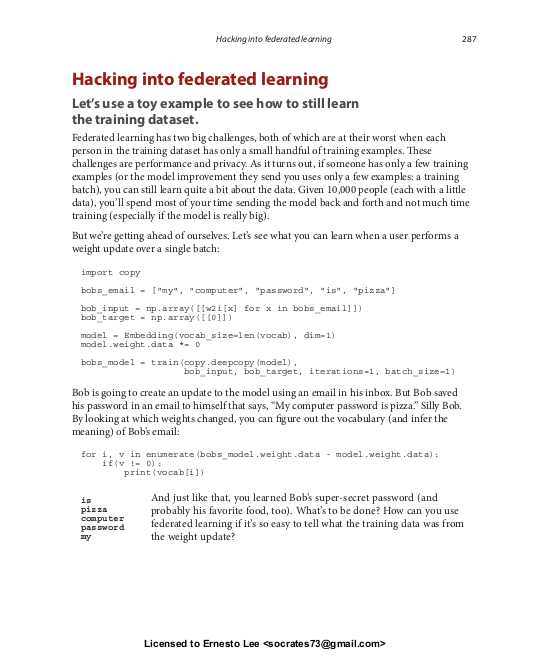 Hacking into federated learning 287
Hacking into federated learning
Let's use a toy example to see how to still learn
the training dataset.
Federated learning has two big challenges, both of which are at their worst when each
person in the training dataset has only a small handful of training examples. These
challenges are performance and privacy. As it turns out, if someone has only a few training
examples (or the model improvement they send you uses only a few examples: a training
batch), you can still learn quite a bit about the data. Given 10,000 people (each with a little
data), you'll spend most of your time sending the model back and forth and not much time
training (especially if the model is really big).
But we're getting ahead of ourselves. Let's see what you can learn when a user performs a
weight update over a single batch:
import copy
bobs_email = ["my", "computer", "password", "is", "pizza"]
bob_input = np.array([[w2i[x] for x in bobs_email]])
bob_target = np.array([[0]])
model = Embedding(vocab_size=len(vocab), dim=1)
model.weight.data *= 0
bobs_model = train(copy.deepcopy(model),
bob_input, bob_target, iterations=1, batch_size=1)
Bob is going to create an update to the model using an email in his inbox. But Bob saved
his password in an email to himself that says, "My computer password is pizza." Silly Bob.
By looking at which weights changed, you can figure out the vocabulary (and infer the
meaning) of Bob's email:
for i, v in enumerate(bobs_model.weight.data - model.weight.data):
if(v != 0):
print(vocab[i])
is
pizza
computer
password
my
And just like that, you learned Bob's super-secret password (and
probably his favorite food, too). What's to be done? How can you use
federated learning if it's so easy to tell what the training data was from
the weight update?
Licensed to Ernesto Lee <socrates73@gmail.com>